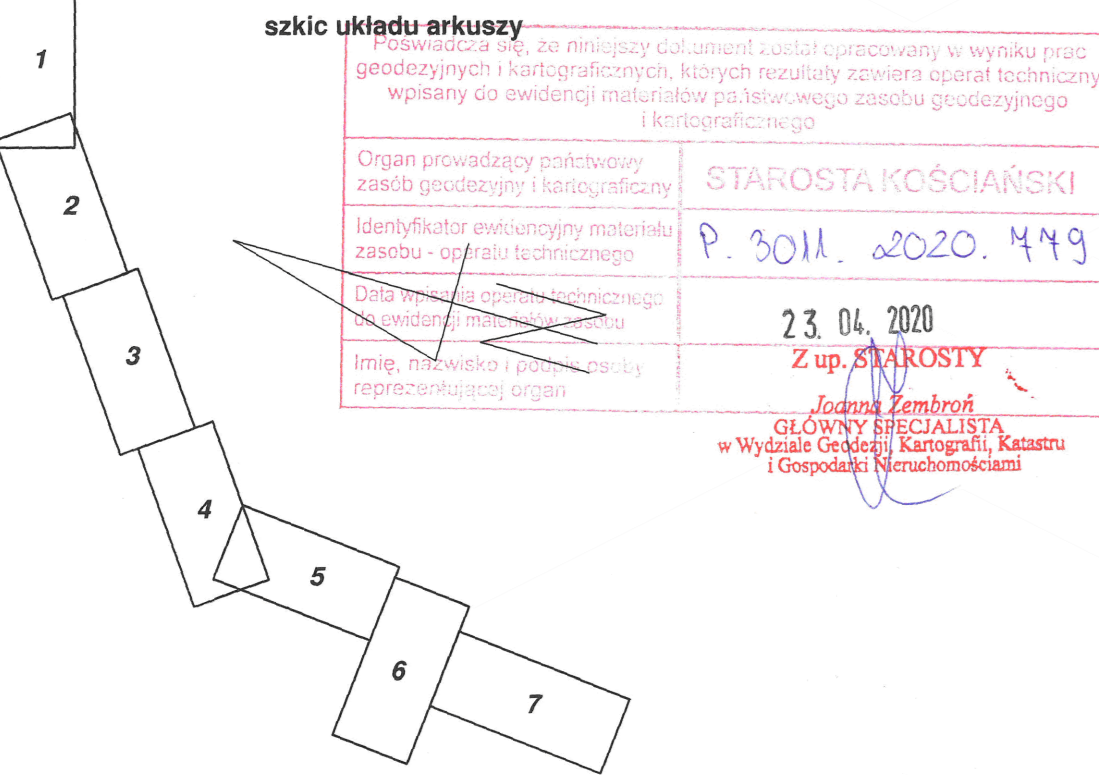 szkic układu arkuszy
Poświadcza się, że niniejszy dokument został opracowany w wyniku prac
geodezyjnych i kartograficznych, których rezultaty zawiera operat techniczny
wpisany do ewidencji materiałów państwowego zasobu geodezyjnego
i kartograficznego
Organ prowadzący państwowy
zasób geodezyjny i kartograficzny
STAROSTA KOŚCIAŃSKI
Identyfikator ewidencyjny materiału
zasobu - operatu technicznego
P. 3011. 2020. 779
Data wpisania operatu technicznego
do ewidencji materiałów zasobu
23. 04. 2020
Imię, nazwisko i podpis osoby
reprezentującej organ
Z up. STAROSTY
Joanna Zembroń
GŁÓWNY SPECJALISTA
w Wydziale Geodezji, Kartografii, Katastru
i Gospodarki Nieruchomościami
1
2
3
4
5
6
7